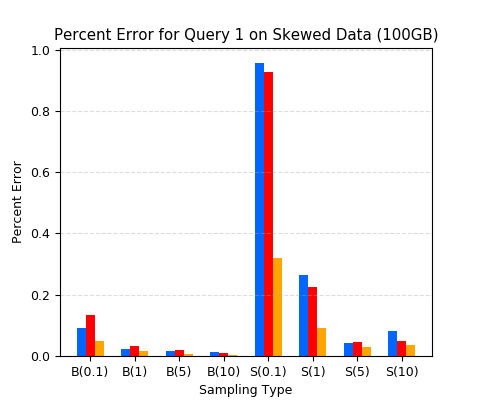 Percent Error for Query 1 on Skewed Data (100GB)
1.0
0.8
0.6
0.4
0.2
0.0
Percent Error
B(0.1) B(1) B(5) B(10) S(0.1) S(1) S(5) S(10)
Sampling Type